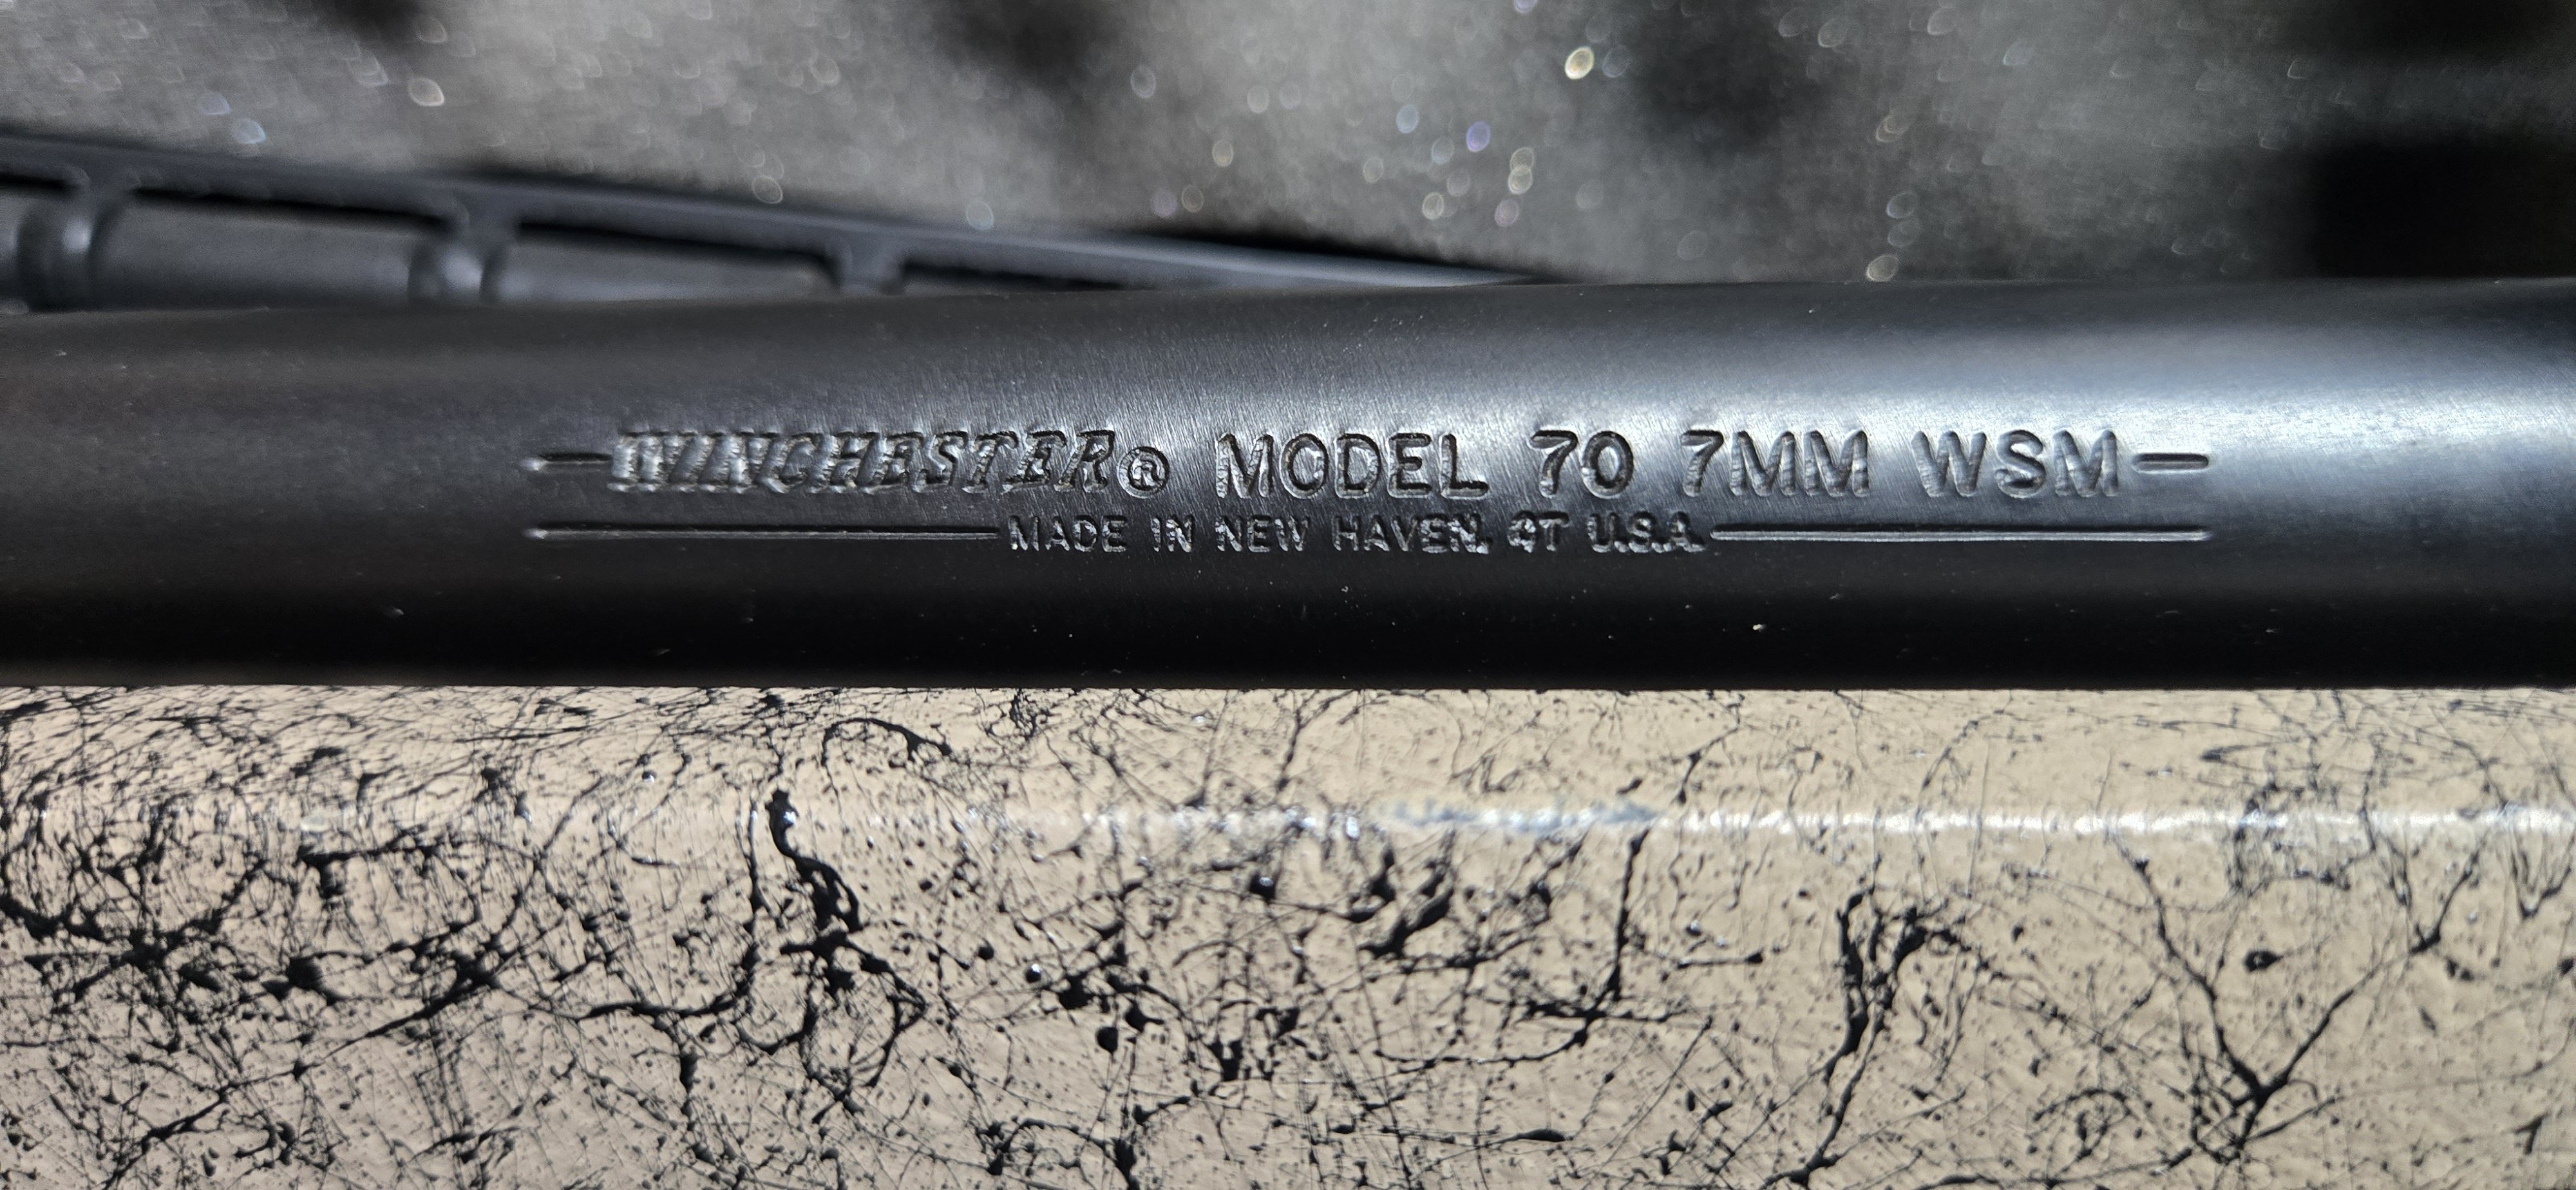 —WINCHESTER® MODEL 70 7MM WSM—
—MADE IN NEW HAVEN, CT U.S.A.—